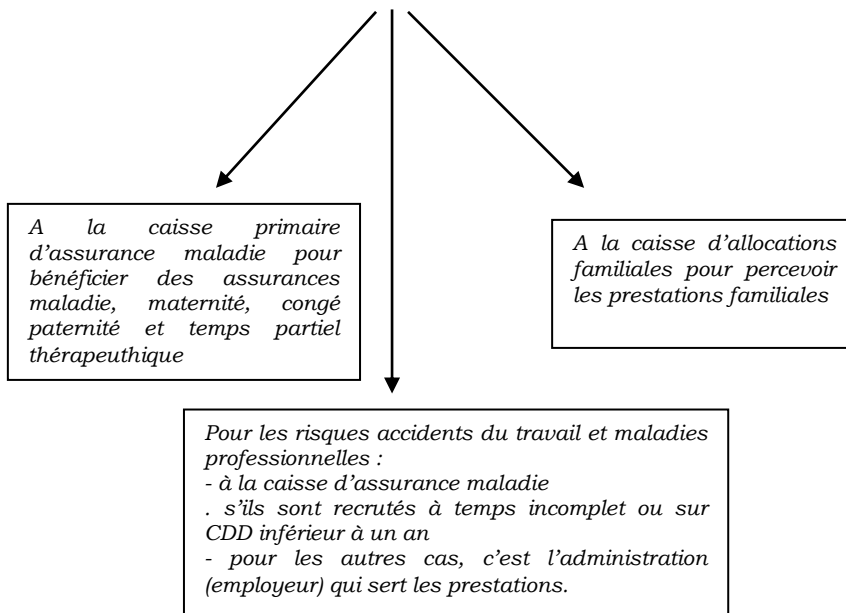 A la caisse primaire
d’assurance maladie pour
bénéficier des assurances
maladie, maternité, congé
paternité et temps partiel
thérapeuthique
A la caisse d’allocations
familiales pour percevoir
les prestations familiales
Pour les risques accidents du travail et maladies
professionnelles :
- à la caisse d’assurance maladie
. s’ils sont recrutés à temps incomplet ou sur
CDD inférieur à un an
- pour les autres cas, c’est l’administration
(employeur) qui sert les prestations.